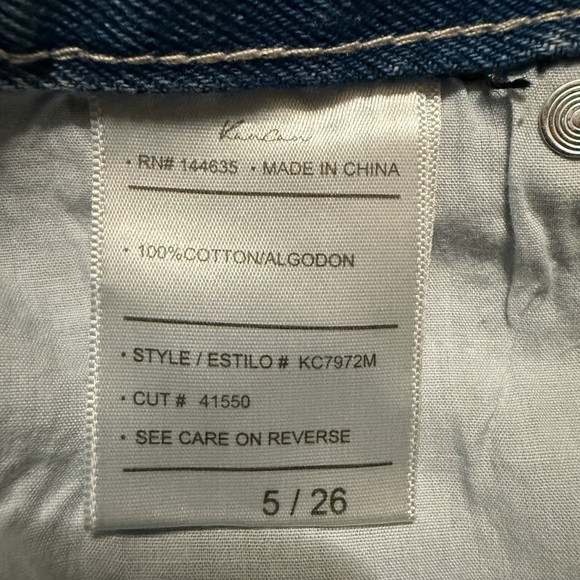 KanCan
• RN# 144635 • MADE IN CHINA
• 100%COTTON/ALGODON
• STYLE / ESTILO # KC7972M
• CUT # 41550
• SEE CARE ON REVERSE
5 / 26